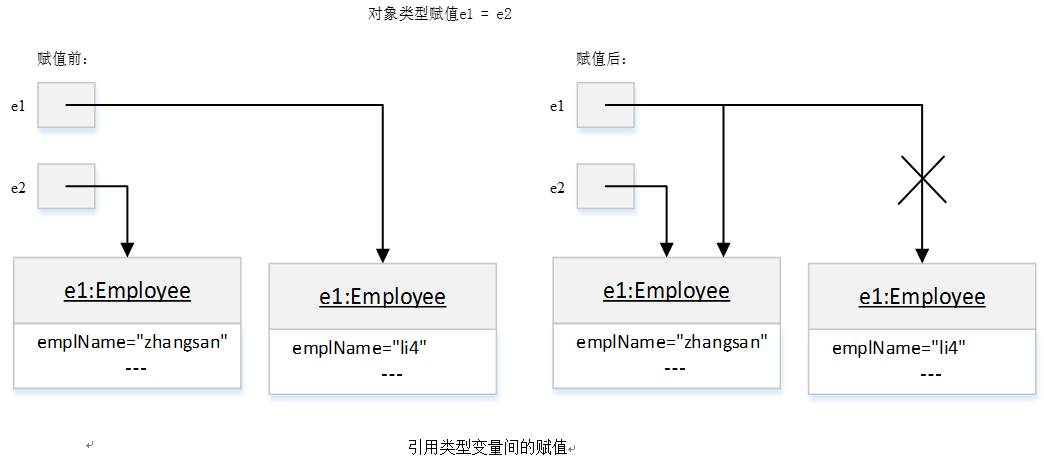 对象类型赋值e1 = e2
赋值前：
赋值后：
e1
e1
e2
e2
e1:Employee
emplName="zhangsan"
---
e1:Employee
emplName="li4"
---
e1:Employee
emplName="zhangsan"
---
e1:Employee
emplName="li4"
---
引用类型变量间的赋值